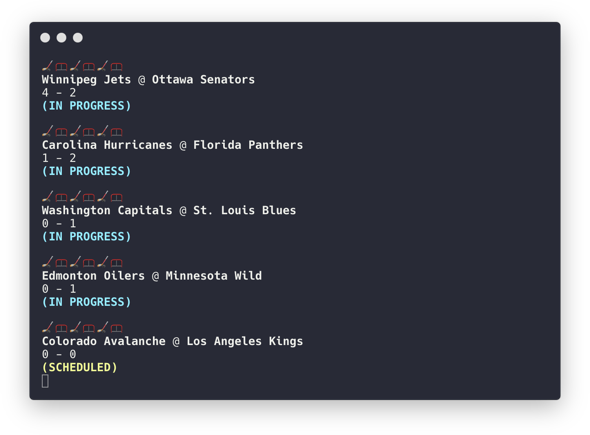 Winnipeg Jets @ Ottawa Senators
4 - 2
(IN PROGRESS)
Carolina Hurricanes @ Florida Panthers
1 - 2
(IN PROGRESS)
Washington Capitals @ St. Louis Blues
0 - 1
(IN PROGRESS)
Edmonton Oilers @ Minnesota Wild
0 - 1
(IN PROGRESS)
Colorado Avalanche @ Los Angeles Kings
0 - 0
(SCHEDULED)